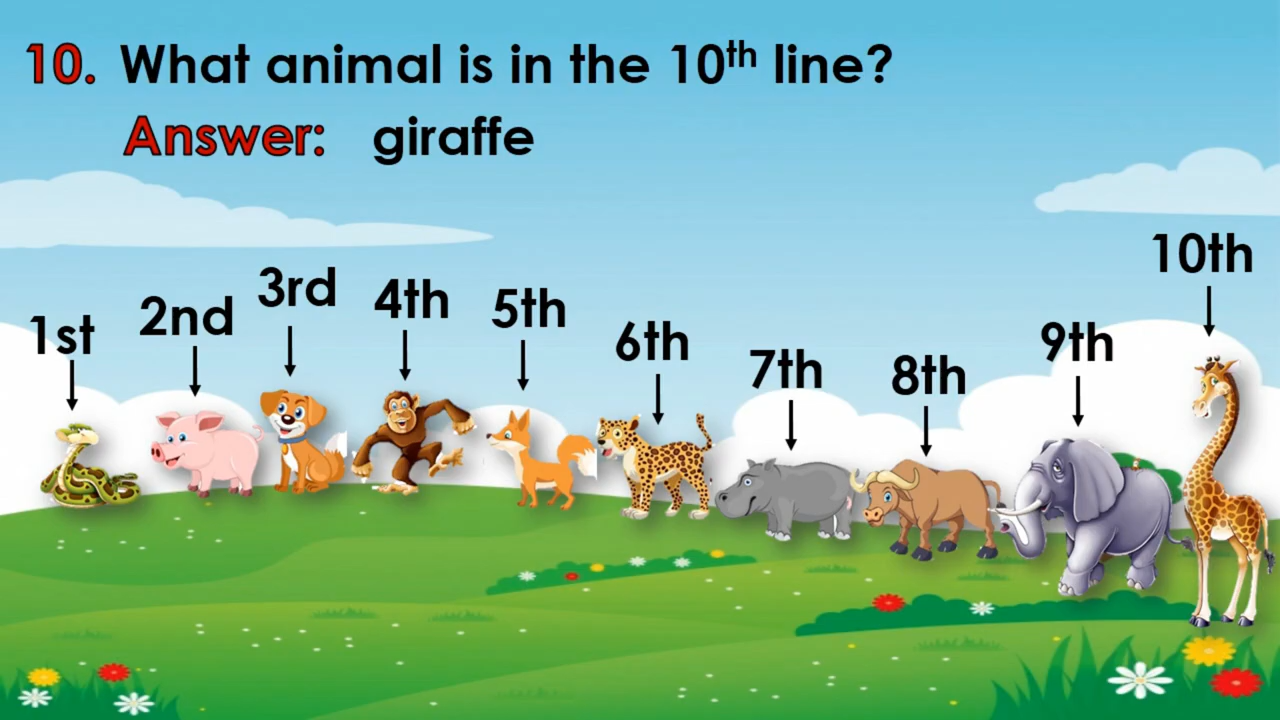 10. What animal is in the 10th line?
Answer: giraffe
1st 2nd 3rd 4th 5th 6th 7th 8th 9th 10th